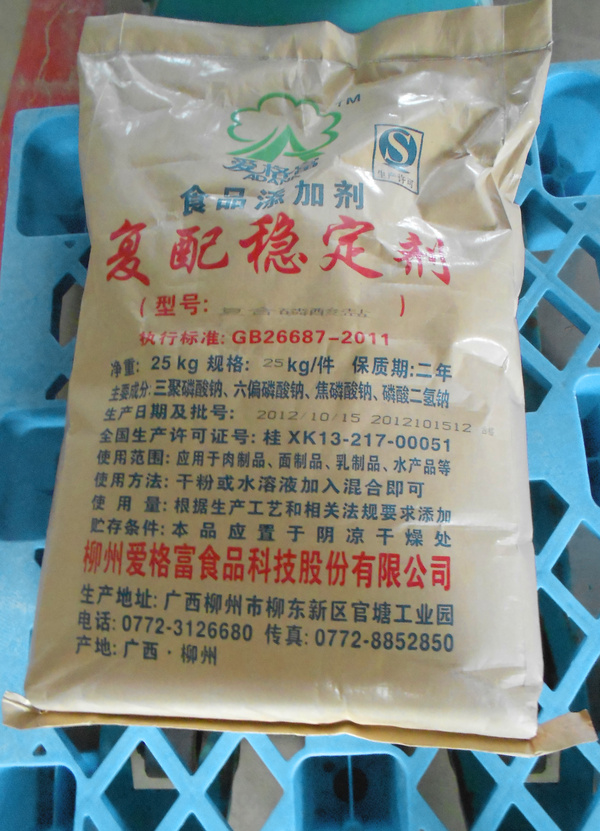 TM
爱格富
生产许可
食品添加剂
复配稳定剂
(型号: 复合磷酸盐)
执行标准: GB26687-2011
净重: 25kg 规格: 25kg/件 保质期: 二年
主要成分: 三聚磷酸钠、六偏磷酸钠、焦磷酸钠、磷酸二氢钠
生产日期及批号: 2012/10/15 2012101512
全国生产许可证号: 桂 XK13-217-00051
使用范围: 应用于肉制品、面制品、乳制品、水产品等
使用方法: 干粉或水溶液加入混合即可
使用量: 根据生产工艺和相关法规要求添加
贮存条件: 本品应置于阴凉干燥处
柳州爱格富食品科技股份有限公司
生产地址: 广西柳州市柳东新区官塘工业园
电话: 0772-3126680 传真: 0772-8852850
产地: 广西·柳州